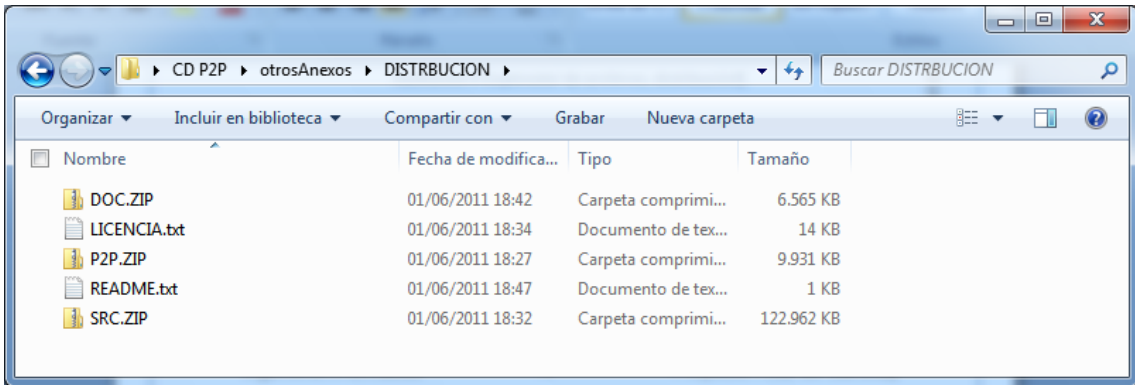 CD P2P ▸ otrosAnexos ▸ DISTRBUCION ▸ Buscar DISTRBUCION
Organizar Incluir en biblioteca Compartir con Grabar Nueva carpeta
Nombre Fecha de modifica... Tipo Tamaño
DOC.ZIP 01/06/2011 18:42 Carpeta comprimi... 6.565 KB
LICENCIA.txt 01/06/2011 18:34 Documento de tex... 14 KB
P2P.ZIP 01/06/2011 18:27 Carpeta comprimi... 9.931 KB
README.txt 01/06/2011 18:47 Documento de tex... 1 KB
SRC.ZIP 01/06/2011 18:32 Carpeta comprimi... 122.962 KB